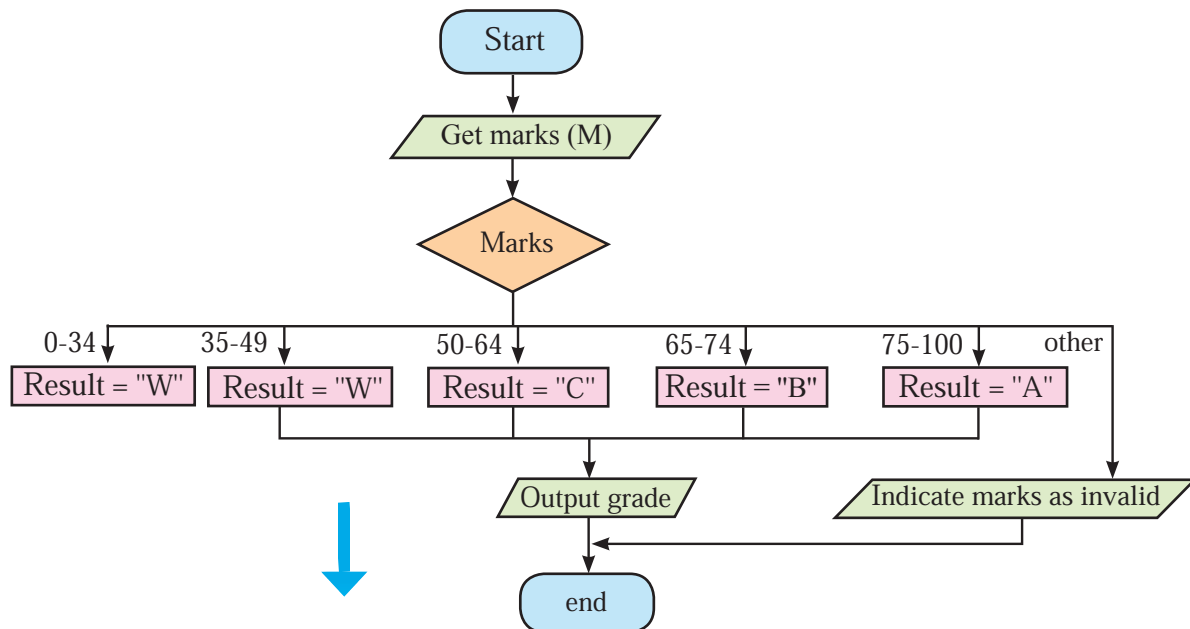 Start
Get marks (M)
Marks
0-34
35-49
50-64
65-74
75-100
other
Result = "W"
Result = "W"
Result = "C"
Result = "B"
Result = "A"
Output grade
Indicate marks as invalid
end